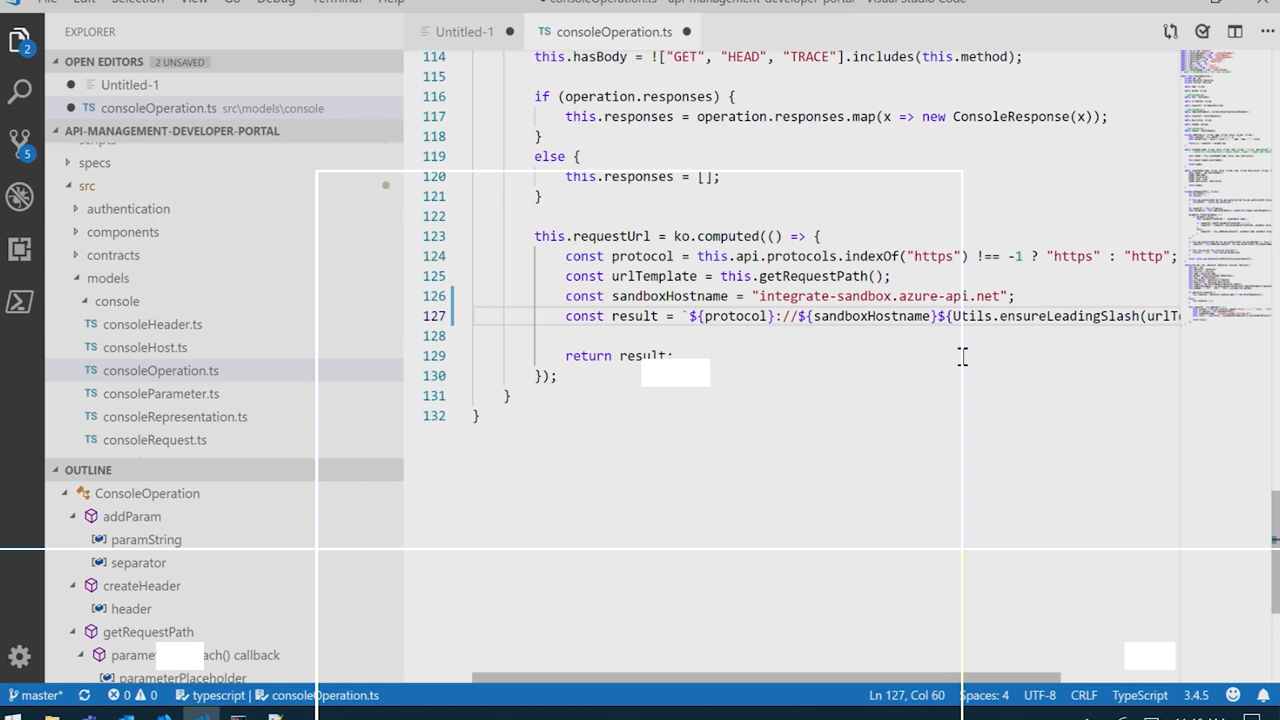 EXPLORER
OPEN EDITORS 2 UNSAVED
Untitled-1
consoleOperation.ts src\models\console
API-MANAGEMENT-DEVELOPER-PORTAL
specs
src
authentication
components
contracts
models
console
TS consoleHeader.ts
TS consoleHost.ts
TS consoleOperation.ts
TS consoleParameter.ts
TS consoleRepresentation.ts
TS consoleRequest.ts
OUTLINE
ConsoleOperation
addParam
paramString
separator
createHeader
header
getRequestPath
ach() callback
parameterPlaceholder
2
5
Untitled-1
TS consoleOperation.ts
114 this.hasBody = !["GET", "HEAD", "TRACE"].includes(this.method);
115
116 if (operation.responses) {
117 this.responses = operation.responses.map(x => new ConsoleResponse(x));
118 }
119 else {
120 this.responses = [];
121 }
122
123 this.requestUrl = ko.computed(() => {
124 const protocol = this.api.protocols.indexOf("https") !== -1 ? "https" : "http";
125 const urlTemplate = this.getRequestPath();
126 const sandboxHostname = "integrate-sandbox.azure-api.net";
127 const result = `${protocol}://${sandboxHostname}${Utils.ensureLeadingSlash(urlTe
128
129 return result;
130 });
131 }
132 }
master* 0 0 typescript | consoleOperation.ts Ln 127, Col 60 Spaces: 4 UTF-8 CRLF TypeScript 3.4.5